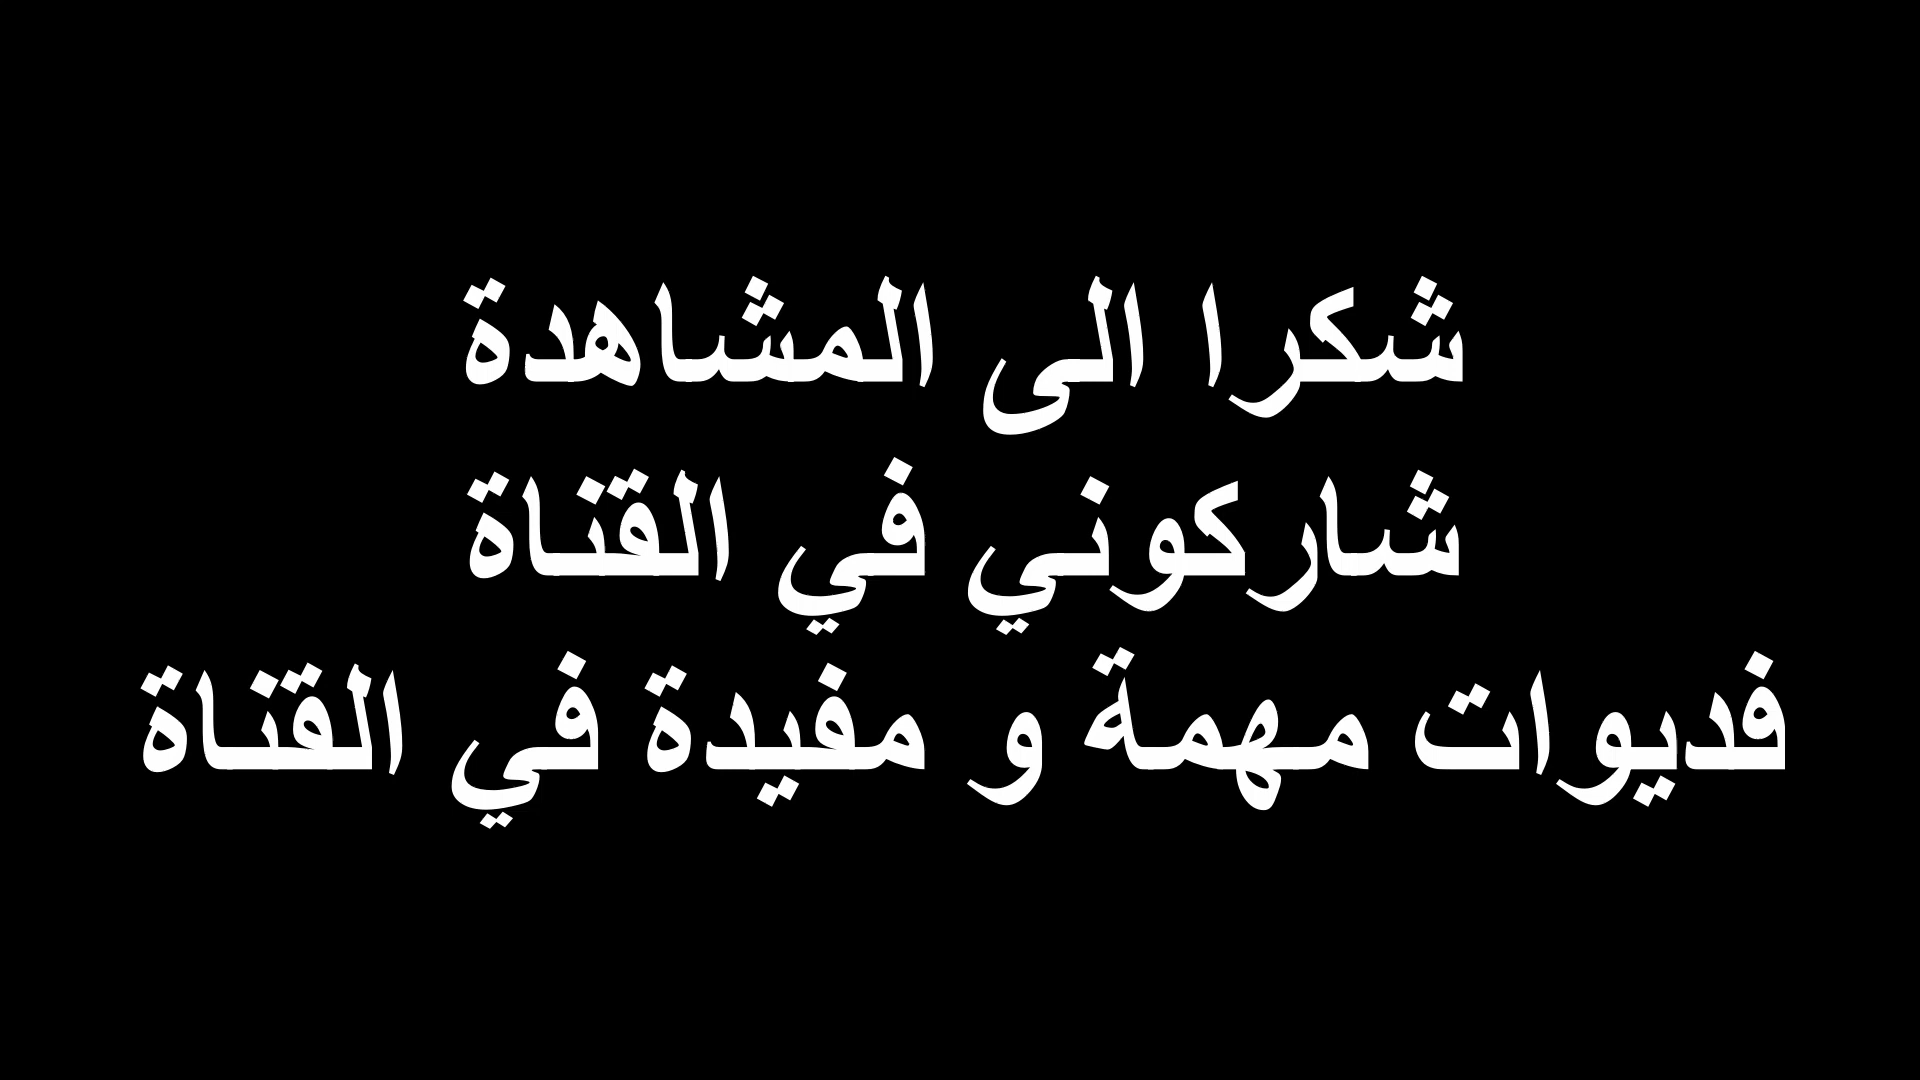 شكرا الى المشاهدة
شاركوني في القناة
فديوات مهمة و مفيدة في القناة